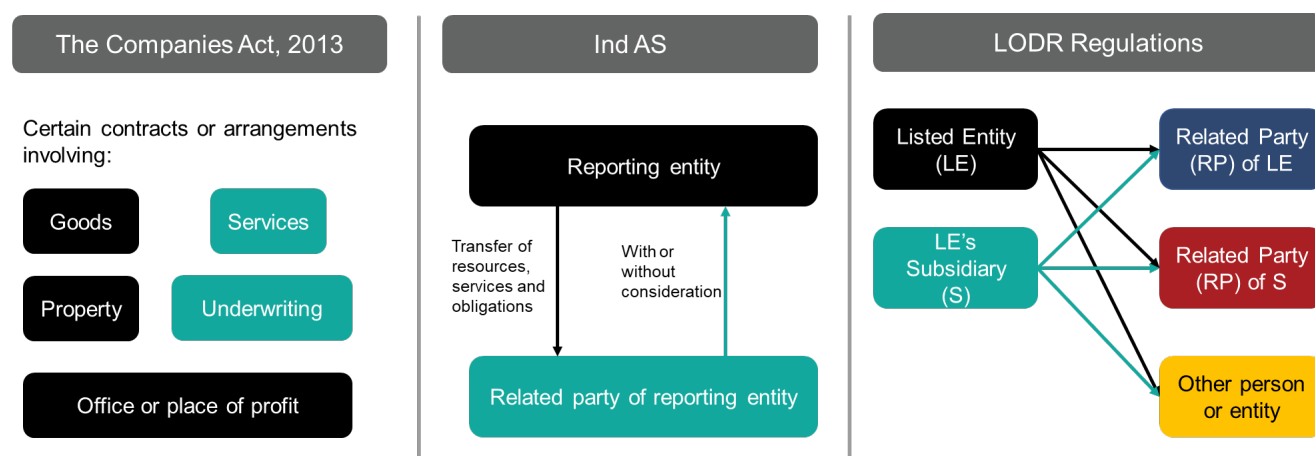 The Companies Act, 2013
Certain contracts or arrangements
involving:
Goods
Services
Property
Underwriting
Office or place of profit
Ind AS
Reporting entity
Transfer of
resources,
services and
obligations
With or
without
consideration
Related party of reporting entity
LODR Regulations
Listed Entity
(LE)
Related Party
(RP) of LE
LE's
Subsidiary
(S)
Related Party
(RP) of S
Other person
or entity